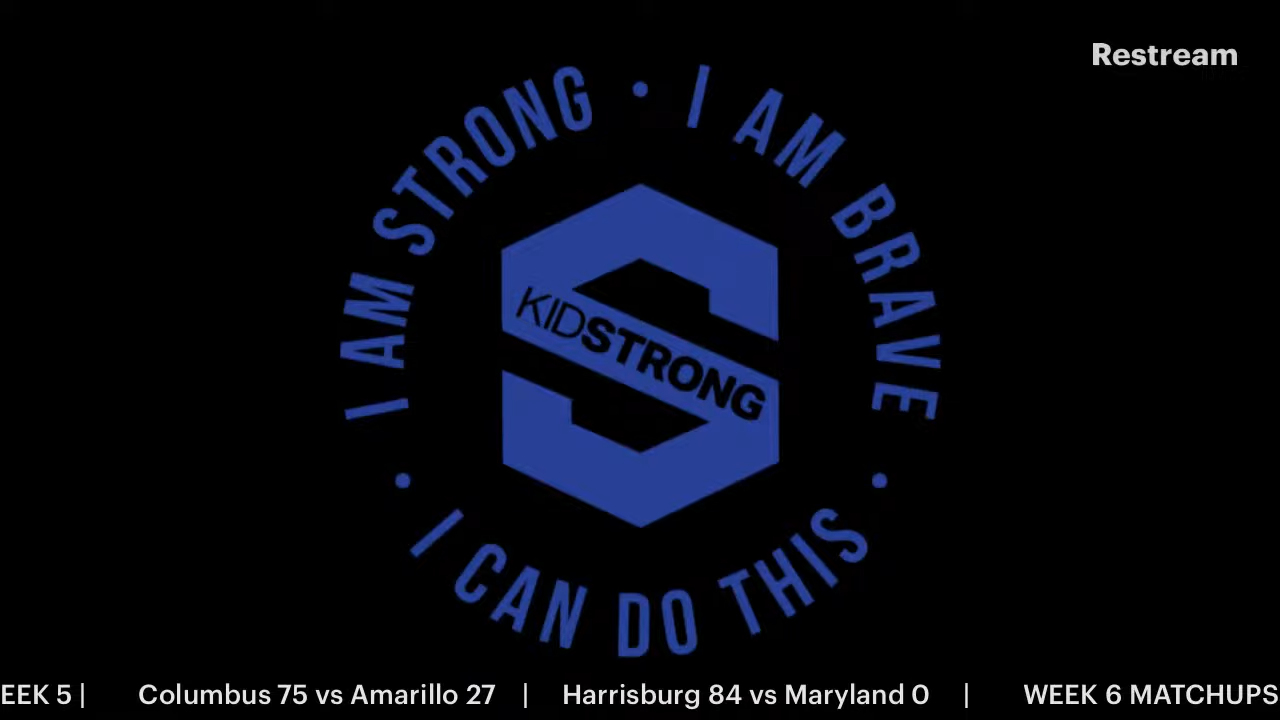 Restream
I AM STRONG • I AM BRAVE • I CAN DO THIS •
KIDSTRONG
EEK 5 | Columbus 75 vs Amarillo 27 | Harrisburg 84 vs Maryland 0 | WEEK 6 MATCHUPS